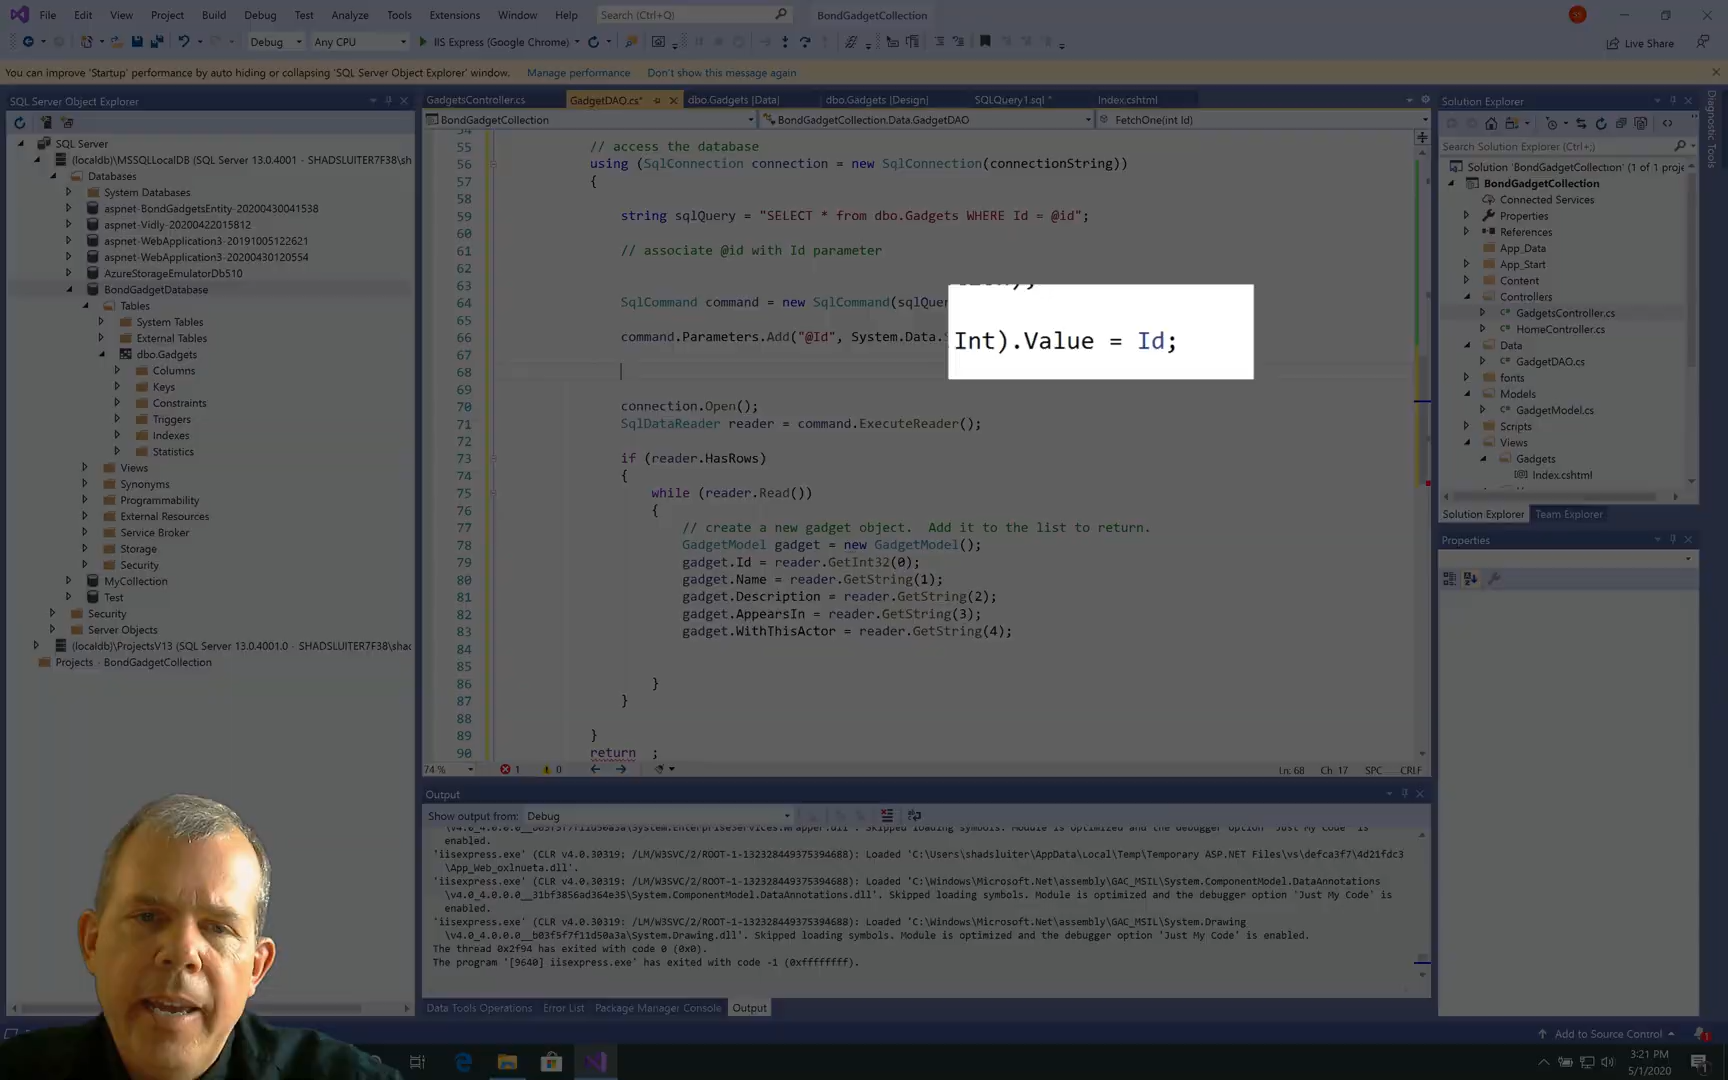 File Edit View Project Build Debug Test Analyze Tools Extensions Window Help Search (Ctrl+Q) BondGadgetCollection
Debug Any CPU IIS Express (Google Chrome) Live Share
You can improve 'Startup' performance by auto hiding or collapsing 'SQL Server Object Explorer' window. Manage performance Don't show this message again
SQL Server Object Explorer
SQL Server
(localdb)\MSSQLLocalDB (SQL Server 13.0.4001 - SHADSLUITER7F38\sh
Databases
System Databases
aspnet-BondGadgetsEntity-20200430041538
aspnet-Vidly-20200422015812
aspnet-WebApplication3-20191005122621
aspnet-WebApplication3-20200430120554
AzureStorageEmulatorDb510
BondGadgetDatabase
Tables
System Tables
External Tables
dbo.Gadgets
Columns
Keys
Constraints
Triggers
Indexes
Statistics
Views
Synonyms
Programmability
External Resources
Service Broker
Storage
Security
MyCollection
Test
Security
Server Objects
(localdb)\ProjectsV13 (SQL Server 13.0.4001.0 - SHADSLUITER7F38\shac
Projects - BondGadgetCollection
GadgetsController.cs GadgetDAO.cs* dbo.Gadgets [Data] dbo.Gadgets [Design] SQLQuery1.sql * Index.cshtml
BondGadgetCollection BondGadgetCollection.Data.GadgetDAO FetchOne(int Id)
54
55 // access the database
56 using (SqlConnection connection = new SqlConnection(connectionString))
57 {
58
59 string sqlQuery = "SELECT * from dbo.Gadgets WHERE Id = @id";
60
61 // associate @id with Id parameter
62
63
64 SqlCommand command = new SqlCommand(sqlQue
65
66 command.Parameters.Add("@Id", System.Data.
Int).Value = Id;
67
68
69
70 connection.Open();
71 SqlDataReader reader = command.ExecuteReader();
72
73 if (reader.HasRows)
74 {
75 while (reader.Read())
76 {
77 // create a new gadget object. Add it to the list to return.
78 GadgetModel gadget = new GadgetModel();
79 gadget.Id = reader.GetInt32(0);
80 gadget.Name = reader.GetString(1);
81 gadget.Description = reader.GetString(2);
82 gadget.AppearsIn = reader.GetString(3);
83 gadget.WithThisActor = reader.GetString(4);
84
85
86 }
87 }
88
89 }
90 return ;
74 % 1 0 Ln: 68 Ch: 17 SPC CRLF
Output
Show output from: Debug
enabled.
'iisexpress.exe' (CLR v4.0.30319: /LM/W3SVC/2/ROOT-1-132328449375394688): Loaded 'C:\Users\shadsluiter\AppData\Local\Temp\Temporary ASP.NET Files\vs\defca3f7\4d21fdc3
\App_Web_oxlnueta.dll'.
'iisexpress.exe' (CLR v4.0.30319: /LM/W3SVC/2/ROOT-1-132328449375394688): Loaded 'C:\Windows\Microsoft.Net\assembly\GAC_MSIL\System.ComponentModel.DataAnnotations
\v4.0_4.0.0.0__31bf3856ad364e35\System.ComponentModel.DataAnnotations.dll'. Skipped loading symbols. Module is optimized and the debugger option 'Just My Code' is
enabled.
'iisexpress.exe' (CLR v4.0.30319: /LM/W3SVC/2/ROOT-1-132328449375394688): Loaded 'C:\Windows\Microsoft.Net\assembly\GAC_MSIL\System.Drawing
\v4.0_4.0.0.0__b03f5f7f11d50a3a\System.Drawing.dll'. Skipped loading symbols. Module is optimized and the debugger option 'Just My Code' is enabled.
The thread 0x2f94 has exited with code 0 (0x0).
The program '[9640] iisexpress.exe' has exited with code -1 (0xffffffff).
Data Tools Operations Error List Package Manager Console Output
Solution Explorer
Search Solution Explorer (Ctrl+;)
Solution 'BondGadgetCollection' (1 of 1 proje
BondGadgetCollection
Connected Services
Properties
References
App_Data
App_Start
Content
Controllers
GadgetsController.cs
HomeController.cs
Data
GadgetDAO.cs
fonts
Models
GadgetModel.cs
Scripts
Views
Gadgets
Index.cshtml
Solution Explorer Team Explorer
Properties
Diagnostic Tools
Add to Source Control
3:21 PM
5/1/2020